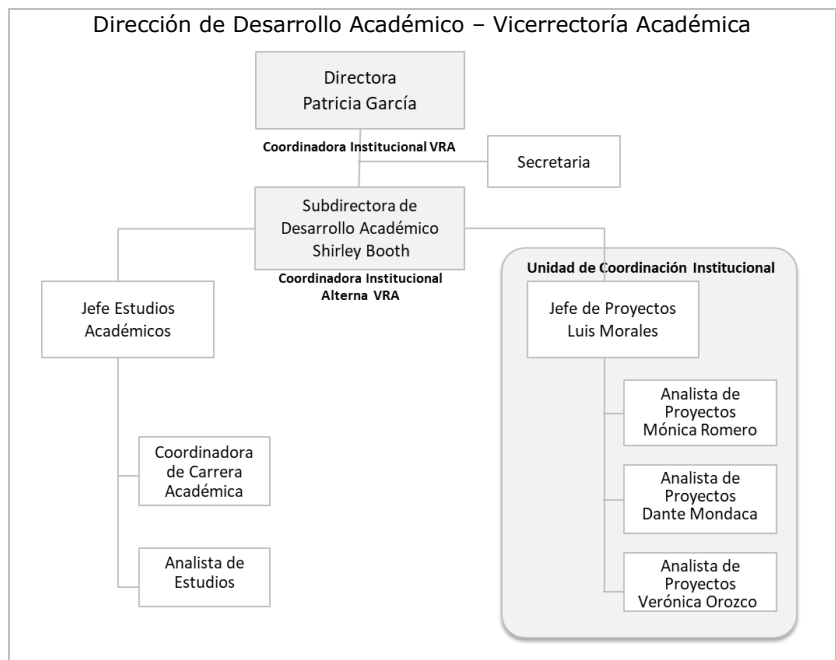 Dirección de Desarrollo Académico – Vicerrectoría Académica
Directora
Patricia García
Coordinadora Institucional VRA
Secretaria
Subdirectora de
Desarrollo Académico
Shirley Booth
Coordinadora Institucional
Alterna VRA
Unidad de Coordinación Institucional
Jefe Estudios
Académicos
Jefe de Proyectos
Luis Morales
Analista de
Proyectos
Mónica Romero
Coordinadora
de Carrera
Académica
Analista de
Proyectos
Dante Mondaca
Analista de
Estudios
Analista de
Proyectos
Verónica Orozco